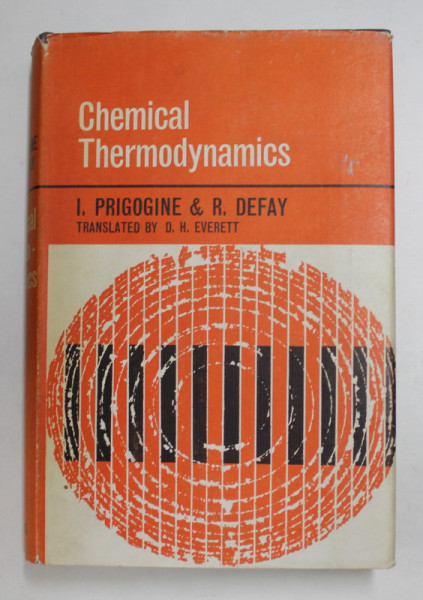 Chemical
Thermodynamics
I. PRIGOGINE & R. DEFAY
TRANSLATED BY D. H. EVERETT